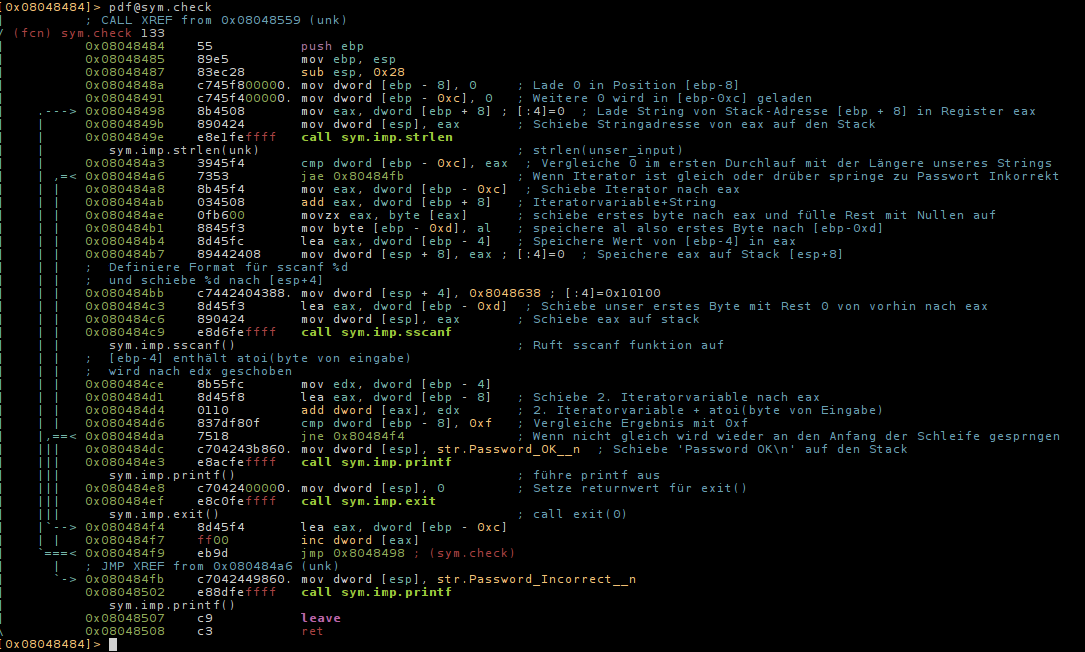 [0x08048484]> pdf@sym.check
|          ; CALL XREF from 0x08048559 (unk)
/ (fcn) sym.check 133
|          0x08048484    55           push ebp
|          0x08048485    89e5         mov ebp, esp
|          0x08048487    83ec28       sub esp, 0x28
|          0x0804848a    c745f800000. mov dword [ebp - 8], 0     ; Lade 0 in Position [ebp-8]
|          0x08048491    c745f400000. mov dword [ebp - 0xc], 0   ; Weitere 0 wird in [ebp-0xc] geladen
|    .---> 0x08048498    8b4508       mov eax, dword [ebp + 8] ; [:4]=0  ; Lade String von Stack-Adresse [ebp + 8] in Register eax
|    |     0x0804849b    890424       mov dword [esp], eax       ; Schiebe Stringadresse von eax auf den Stack
|    |     0x0804849e    e8e1feffff   call sym.imp.strlen
|    |        sym.imp.strlen(unk)                                ; strlen(unser_input)
|    |     0x080484a3    3945f4       cmp dword [ebp - 0xc], eax  ; Vergleiche 0 im ersten Durchlauf mit der Längere unseres Strings
|    | ,=< 0x080484a6    7353         jae 0x80484fb              ; Wenn Iterator ist gleich oder drüber springe zu Passwort Inkorrekt
|    | |   0x080484a8    8b45f4       mov eax, dword [ebp - 0xc]  ; Schiebe Iterator nach eax
|    | |   0x080484ab    034508       add eax, dword [ebp + 8]   ; Iteratorvariable+String
|    | |   0x080484ae    0fb600       movzx eax, byte [eax]      ; schiebe erstes byte nach eax und fülle Rest mit Nullen auf
|    | |   0x080484b1    8845f3       mov byte [ebp - 0xd], al   ; speichere al also erstes Byte nach [ebp-0xd]
|    | |   0x080484b4    8d45fc       lea eax, dword [ebp - 4]   ; Speichere Wert von [ebp-4] in eax
|    | |   0x080484b7    89442408     mov dword [esp + 8], eax ; [:4]=0  ; Speichere eax auf Stack [esp+8]
|    | |   ;  Definiere Format für sscanf %d
|    | |   ;  und schiebe %d nach [esp+4]
|    | |   0x080484bb    c7442404388. mov dword [esp + 4], 0x8048638 ; [:4]=0x10100
|    | |   0x080484c3    8d45f3       lea eax, dword [ebp - 0xd]  ; Schiebe unser erstes Byte mit Rest 0 von vorhin nach eax
|    | |   0x080484c6    890424       mov dword [esp], eax       ; Schiebe eax auf stack
|    | |   0x080484c9    e8d6feffff   call sym.imp.sscanf
|    | |      sym.imp.sscanf()                                   ; Ruft sscanf funktion auf
|    | |   ;  [ebp-4] enthält atoi(byte von eingabe)
|    | |   ;  wird nach edx geschoben
|    | |   0x080484ce    8b55fc       mov edx, dword [ebp - 4]
|    | |   0x080484d1    8d45f8       lea eax, dword [ebp - 8]   ; Schiebe 2. Iteratorvariable nach eax
|    | |   0x080484d4    0110         add dword [eax], edx       ; 2. Iteratorvariable + atoi(byte von Eingabe)
|    | |   0x080484d6    837df80f     cmp dword [ebp - 8], 0xf   ; Vergleiche Ergebnis mit 0xf
|    |,==< 0x080484da    7518         jne 0x80484f4              ; Wenn nicht gleich wird wieder an den Anfang der Schleife gesprngen
|    |||   0x080484dc    c704243b860. mov dword [esp], str.Password_OK__n  ; Schiebe 'Password OK\n' auf den Stack
|    |||   0x080484e3    e8acfeffff   call sym.imp.printf
|    |||      sym.imp.printf()                                   ; führe printf aus
|    |||   0x080484e8    c7042400000. mov dword [esp], 0         ; Setze returnwert für exit()
|    |||   0x080484ef    e8c0feffff   call sym.imp.exit
|    |||      sym.imp.exit()                                     ; call exit(0)
|    |`--> 0x080484f4    8d45f4       lea eax, dword [ebp - 0xc]
|    | |   0x080484f7    ff00         inc dword [eax]
|    `===< 0x080484f9    eb9d         jmp 0x8048498 ; (sym.check)
|      |   ; JMP XREF from 0x080484a6 (unk)
|      `-> 0x080484fb    c7042449860. mov dword [esp], str.Password_Incorrect__n
|          0x08048502    e88dfeffff   call sym.imp.printf
|             sym.imp.printf()
|          0x08048507    c9           leave
\          0x08048508    c3           ret
[0x08048484]>